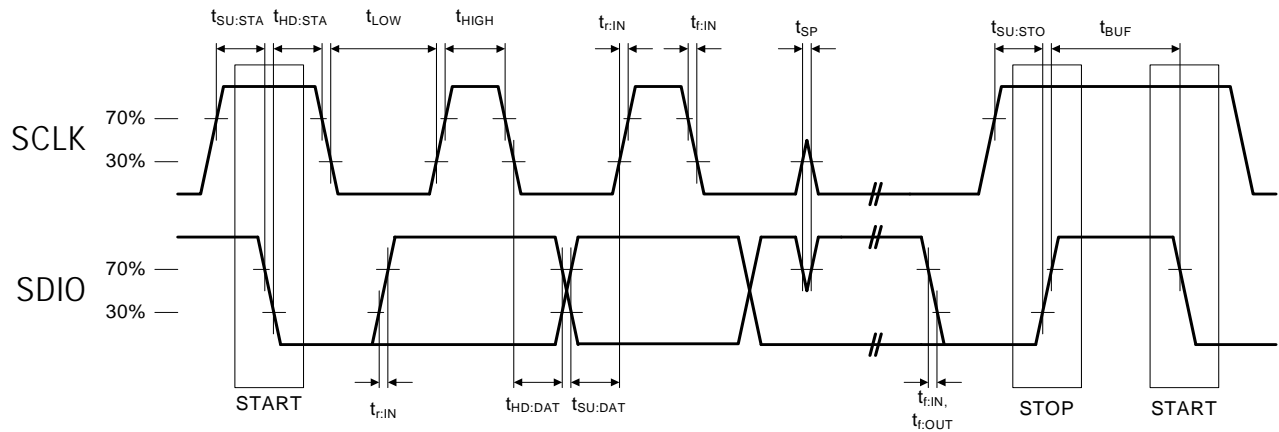 tSU:STA tHD:STA tLOW tHIGH tr:IN tf:IN tSP tSU:STO tBUF
SCLK
70%
30%
SDIO
70%
30%
START
tr:IN
tHD:DAT tSU:DAT
tf:IN,
tf:OUT
STOP
START